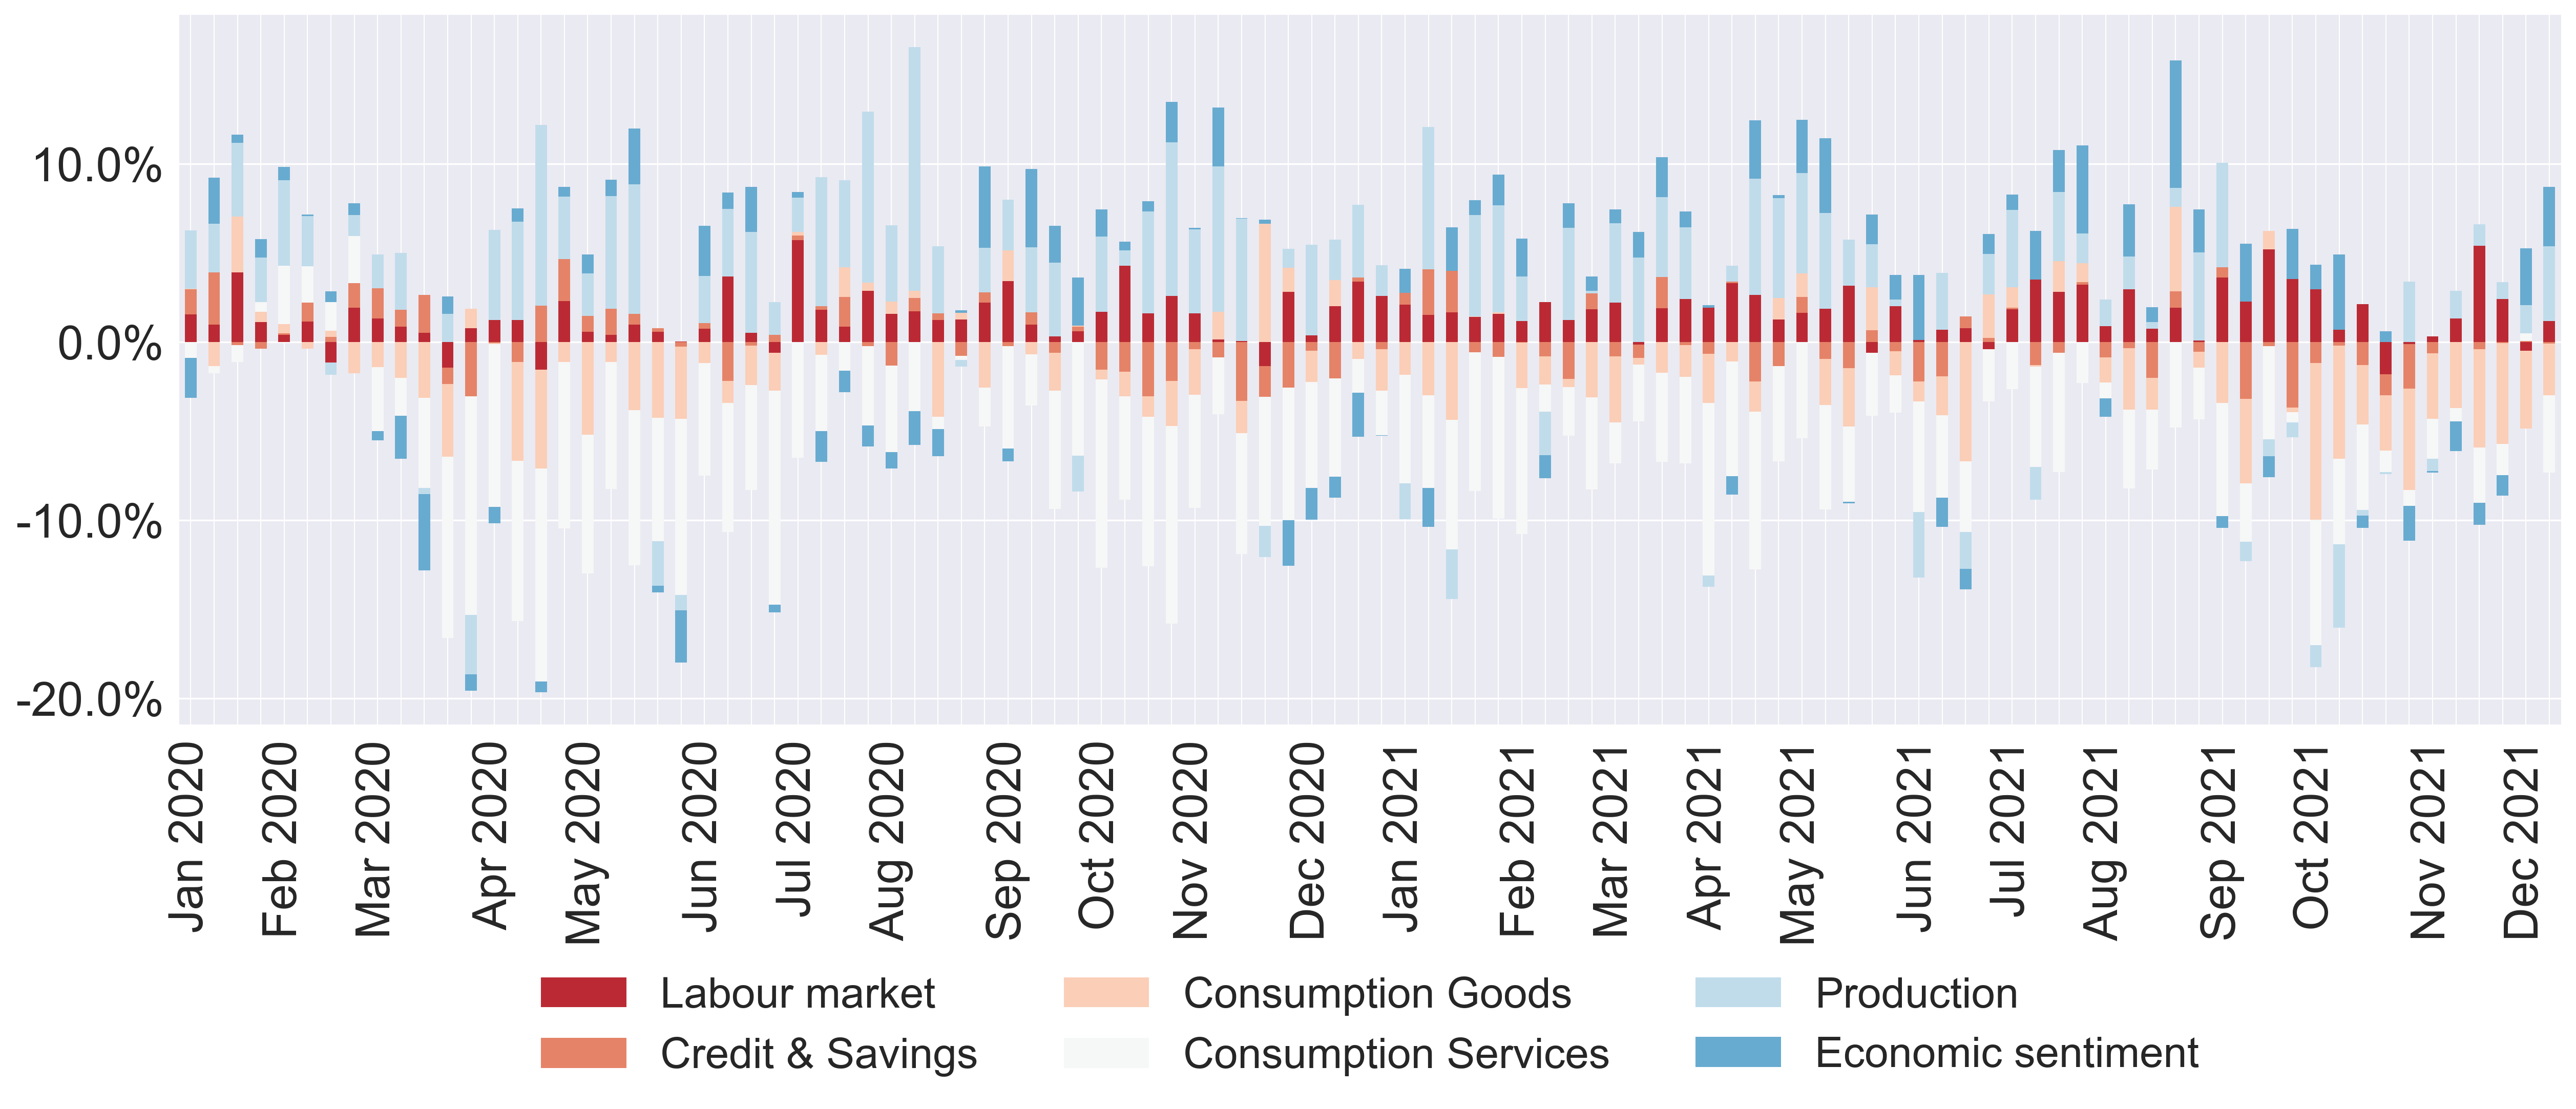 10.0%
0.0%
-10.0%
-20.0%
Jan 2020
Feb 2020
Mar 2020
Apr 2020
May 2020
Jun 2020
Jul 2020
Aug 2020
Sep 2020
Oct 2020
Nov 2020
Dec 2020
Jan 2021
Feb 2021
Mar 2021
Apr 2021
May 2021
Jun 2021
Jul 2021
Aug 2021
Sep 2021
Oct 2021
Nov 2021
Dec 2021
Labour market
Consumption Goods
Production
Credit & Savings
Consumption Services
Economic sentiment